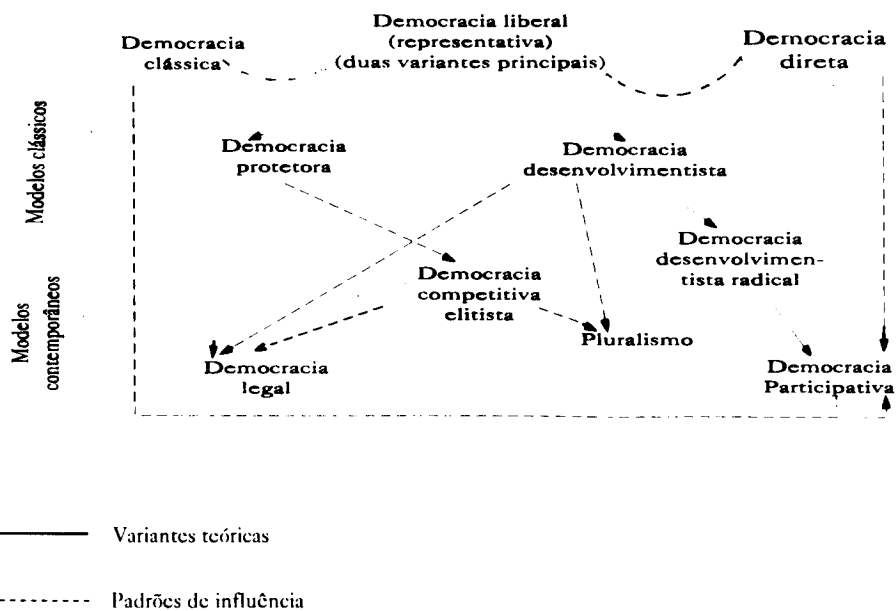 Democracia
clássica
Democracia liberal
(representativa)
(duas variantes principais)
Democracia
direta
Modelos clássicos
Democracia
protetora
Democracia
desenvolvimentista
Democracia
desenvolvimen-
tista radical
Modelos
contemporâneos
Democracia
competitiva
elitista
Pluralismo
Democracia
legal
Democracia
Participativa
Variantes teóricas
Padrões de influência